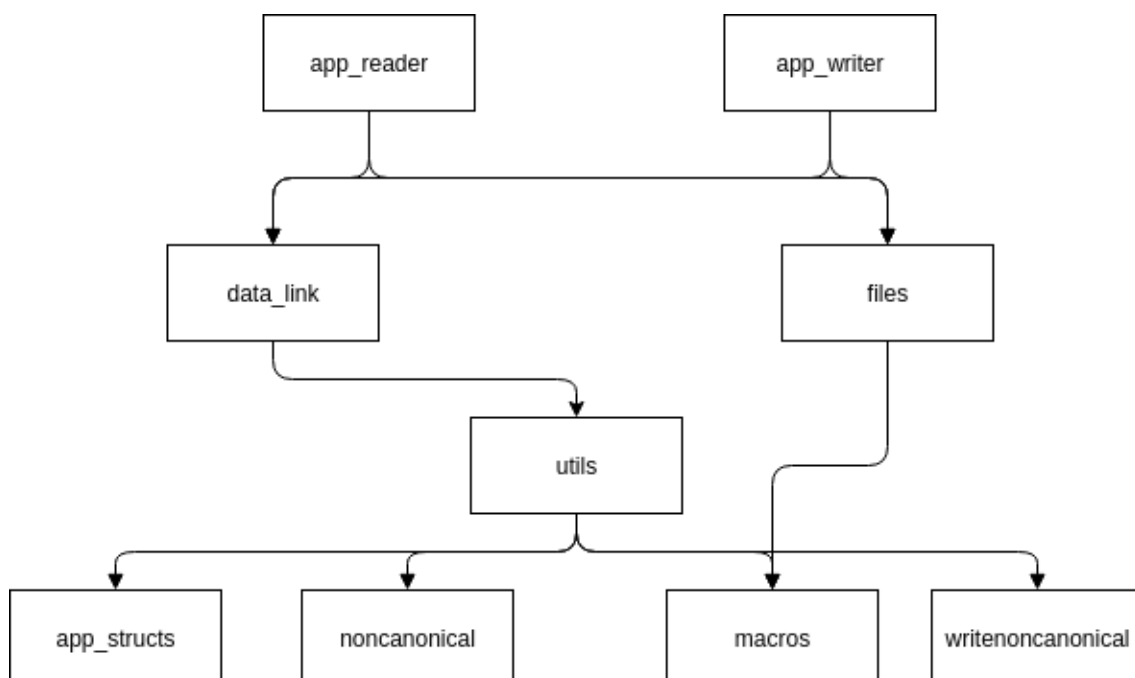 app_reader
app_writer
data_link
files
utils
app_structs
noncanonical
macros
writenoncanonical